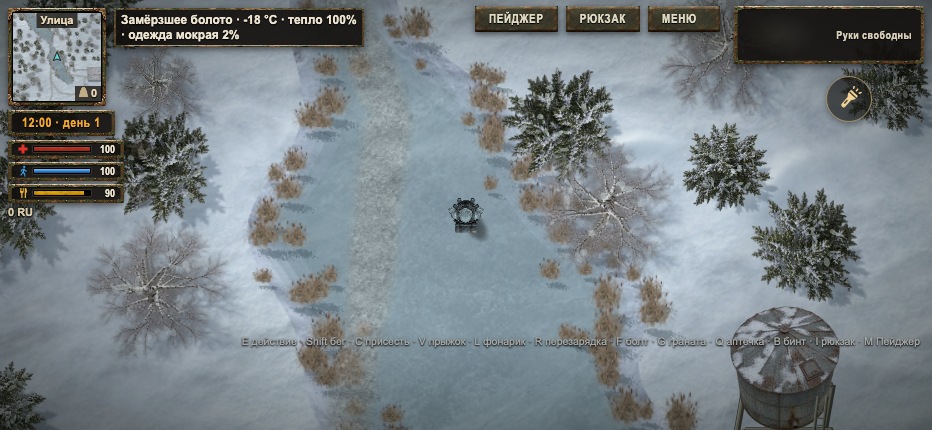 Улица
Замёрзшее болото · -18 °C · тепло 100%
· одежда мокрая 2%
ПЕЙДЖЕР
РЮКЗАК
МЕНЮ
Руки свободны
0
12:00 · день 1
100
100
90
0 RU
E действие · Shift бег · C присесть · V прыжок · L фонарик · R перезарядка · F болт · G граната · Q аптечка · B бинт · I рюкзак · M Пейджер